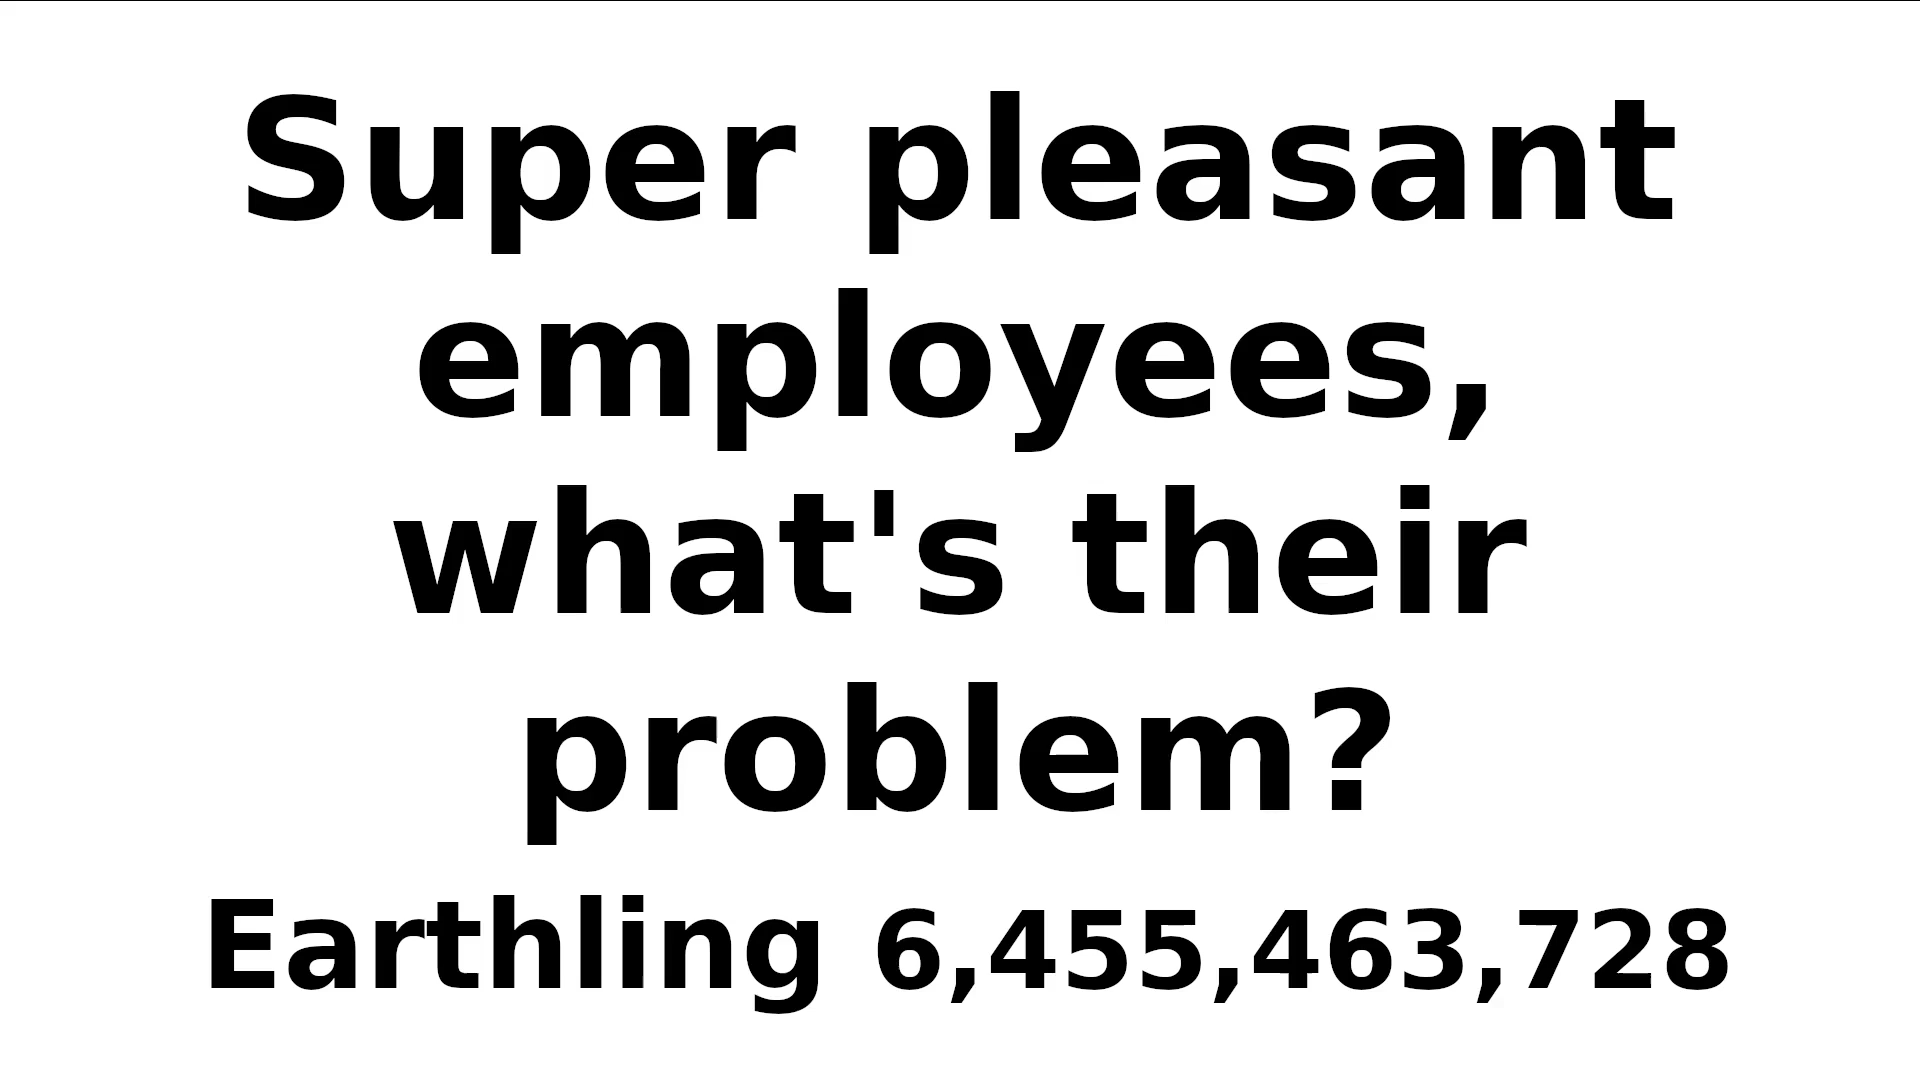 Super pleasant
employees,
what's their
problem?
Earthling 6,455,463,728